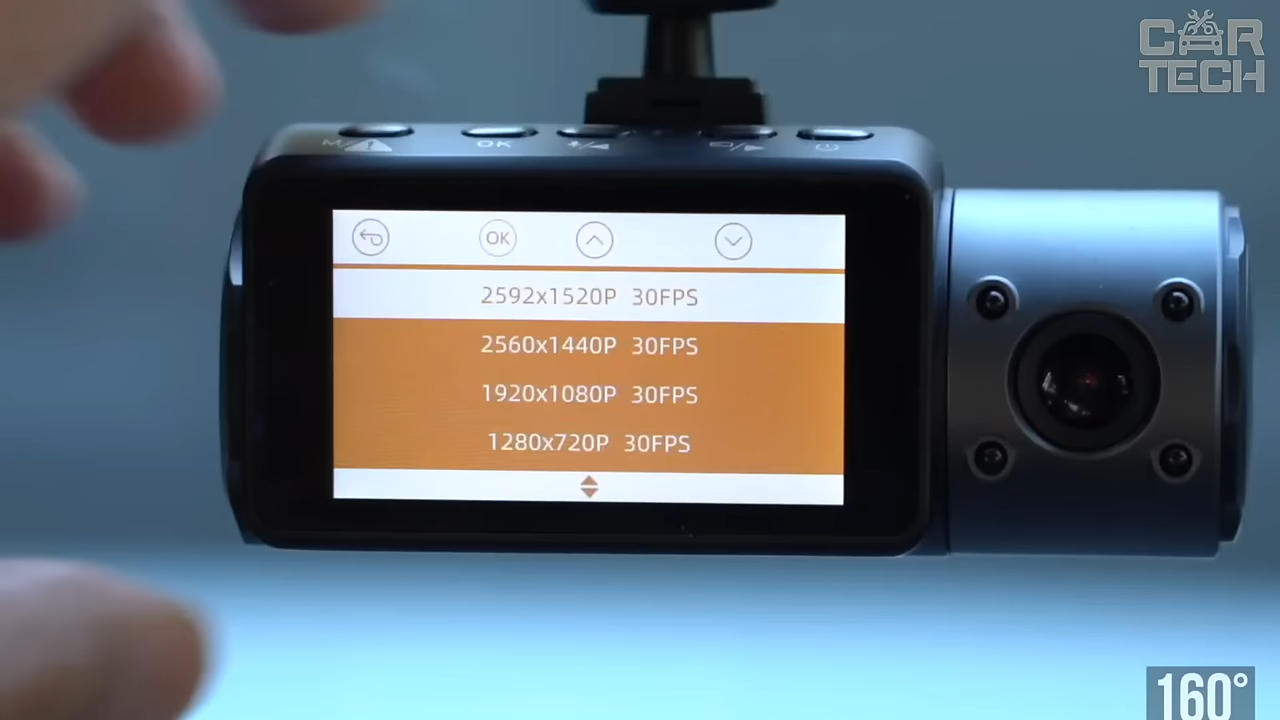 CAR
TECH
M
OK
OK
2592x1520P 30FPS
2560x1440P 30FPS
1920x1080P 30FPS
1280x720P 30FPS
160°